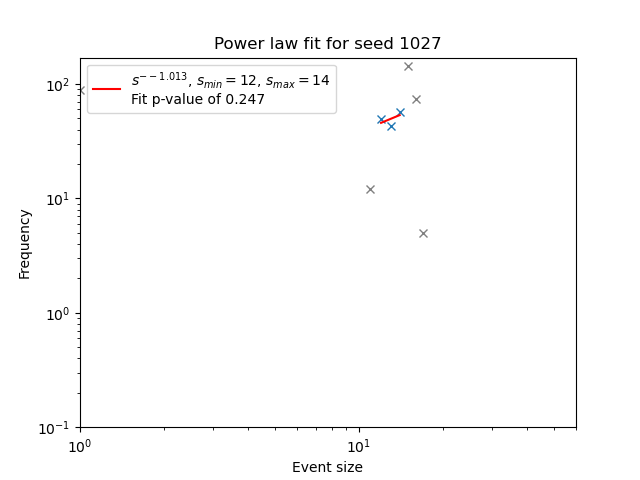 Power law fit for seed 1027
s^{--1.013}, s_{min} = 12, s_{max} = 14
Fit p-value of 0.247
10^2
10^1
10^0
10^{-1}
Frequency
10^0
10^1
Event size